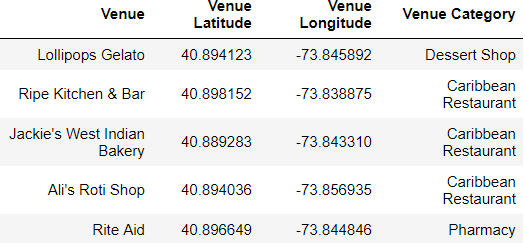 Venue Venue Latitude Venue Longitude Venue Category
Lollipops Gelato 40.894123 -73.845892 Dessert Shop
Ripe Kitchen & Bar 40.898152 -73.838875 Caribbean Restaurant
Jackie's West Indian Bakery 40.889283 -73.843310 Caribbean Restaurant
Ali's Roti Shop 40.894036 -73.856935 Caribbean Restaurant
Rite Aid 40.896649 -73.844846 Pharmacy